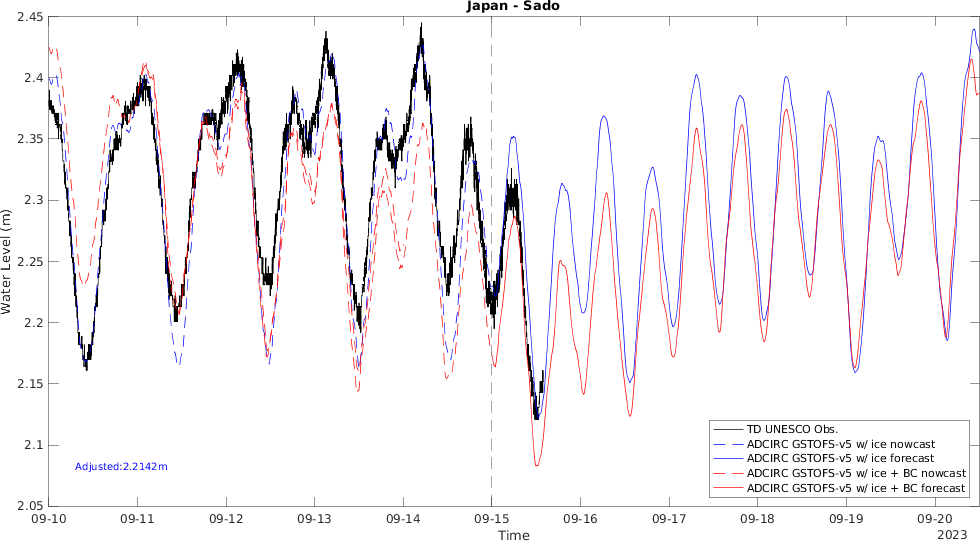 Japan - Sado
2.45
2.4
2.35
2.3
2.25
2.2
2.15
2.1
2.05
Water Level (m)
Adjusted:2.2142m
TD UNESCO Obs.
ADCIRC GSTOFS-v5 w/ ice nowcast
ADCIRC GSTOFS-v5 w/ ice forecast
ADCIRC GSTOFS-v5 w/ ice + BC nowcast
ADCIRC GSTOFS-v5 w/ ice + BC forecast
09-10 09-11 09-12 09-13 09-14 09-15 09-16 09-17 09-18 09-19 09-20
2023
Time